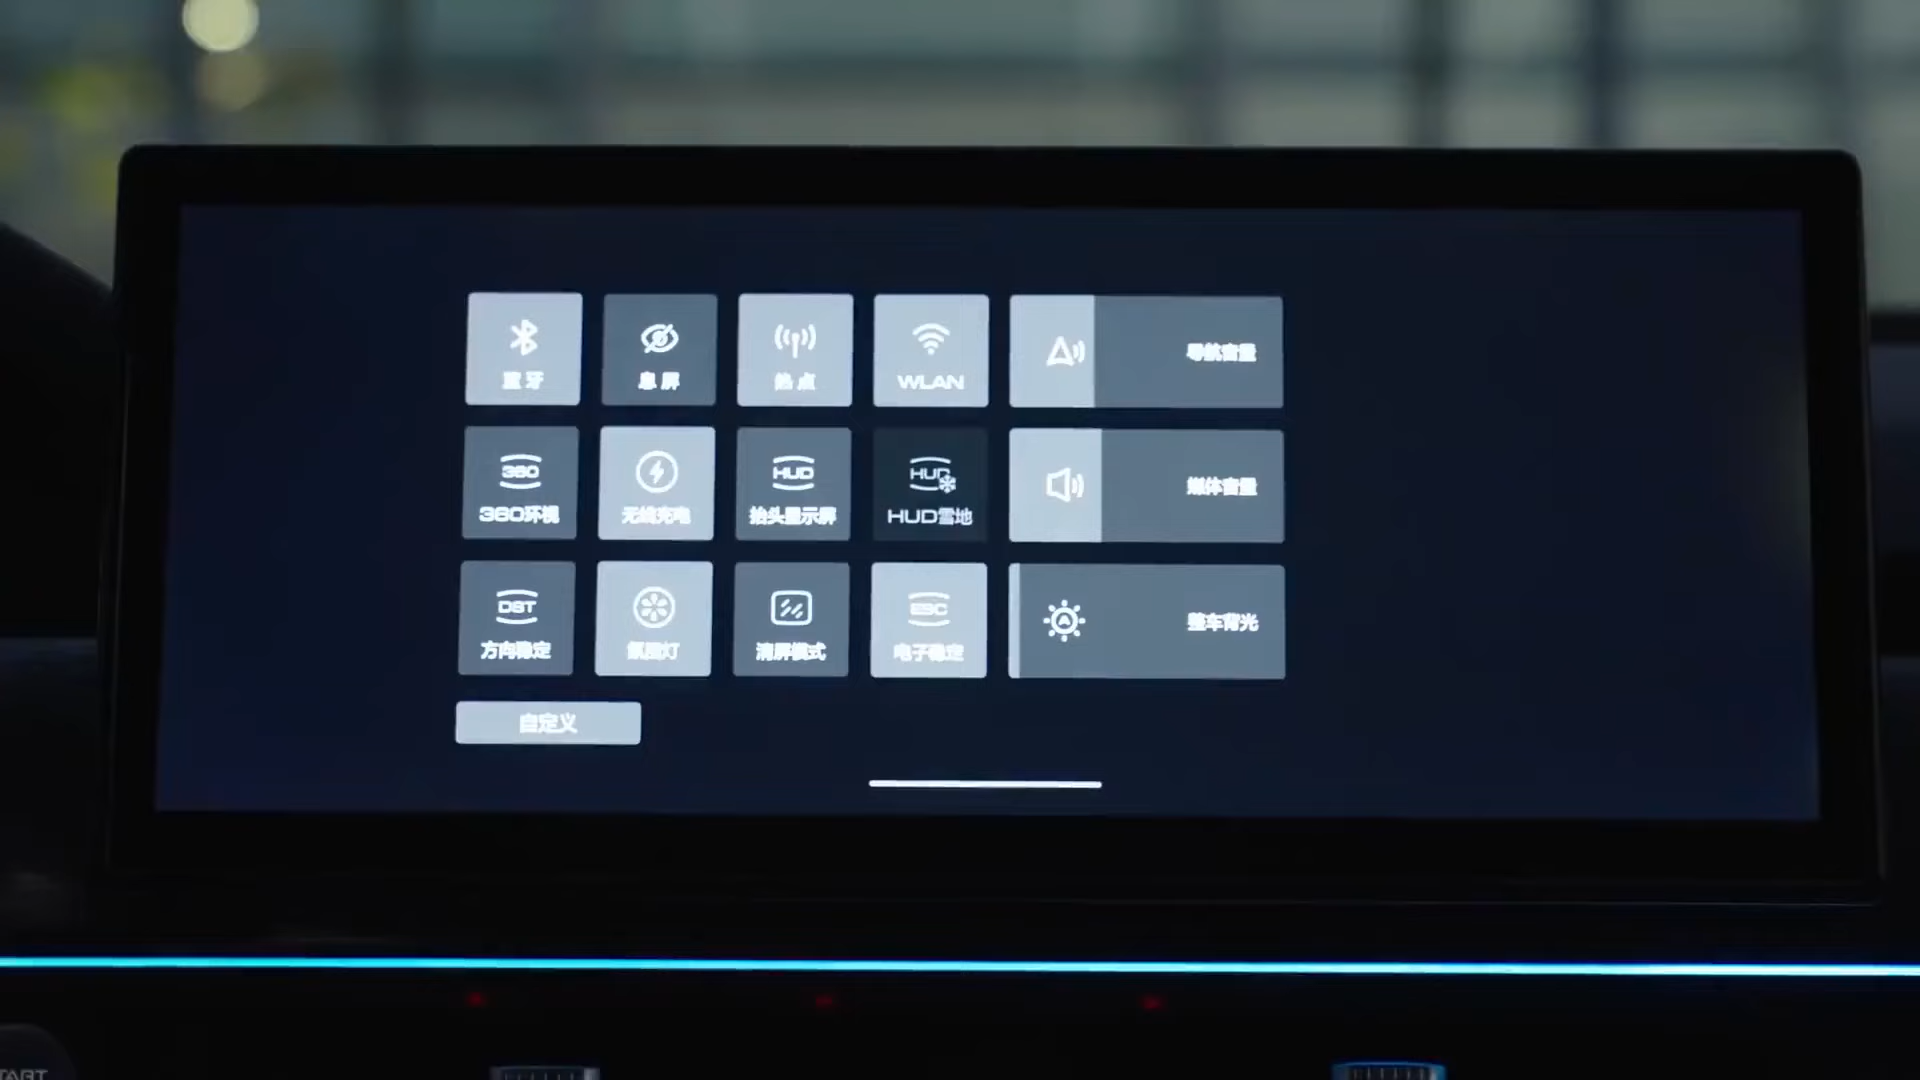 蓝牙
息屏
热点
WLAN
导航音量
360
360环视
无线充电
HUD
抬头显示屏
HUD
HUD雪地
媒体音量
DST
方向稳定
氛围灯
清屏模式
ESC
电子稳定
A
整车背光
自定义